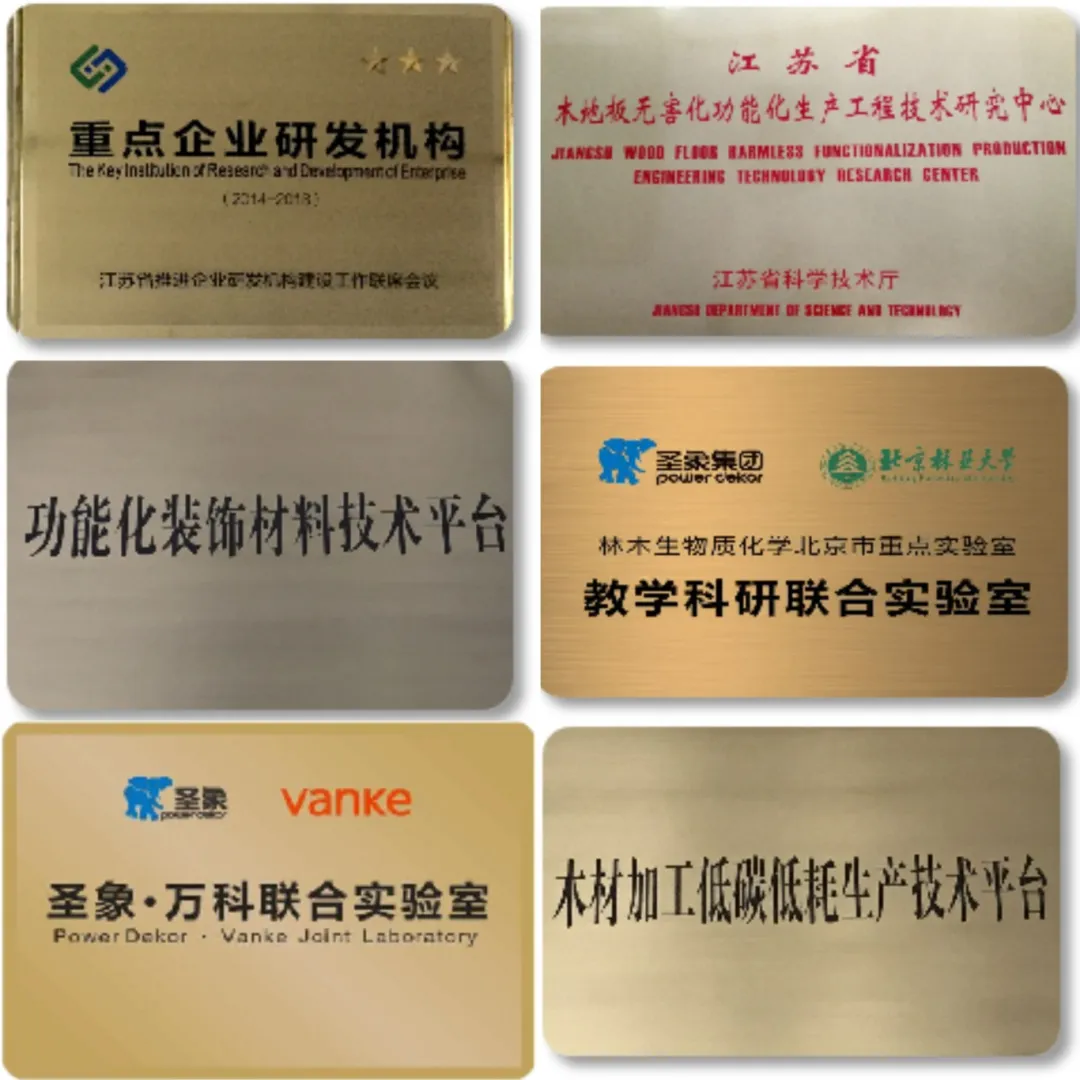 重点企业研发机构
The Key Institution of Research and Development of Enterprise
(2014-2018)
江苏省推进企业研发机构建设工作联席会议
江苏省
木地板无害化功能化生产工程技术研究中心
JIANGSU WOOD FLOOR HARMLESS FUNCTIONALIZATION PRODUCTION
ENGINEERING TECHNOLOGY RESEARCH CENTER
江苏省科学技术厅
JIANGSU DEPARTMENT OF SCIENCE AND TECHNOLOGY
功能化装饰材料技术平台
圣象集团
power dekor
北京林业大学
林木生物质化学北京市重点实验室
教学科研联合实验室
圣象
power dekor
vanke
圣象·万科联合实验室
Power Dekor · Vanke Joint Laboratory
木材加工低碳低耗生产技术平台